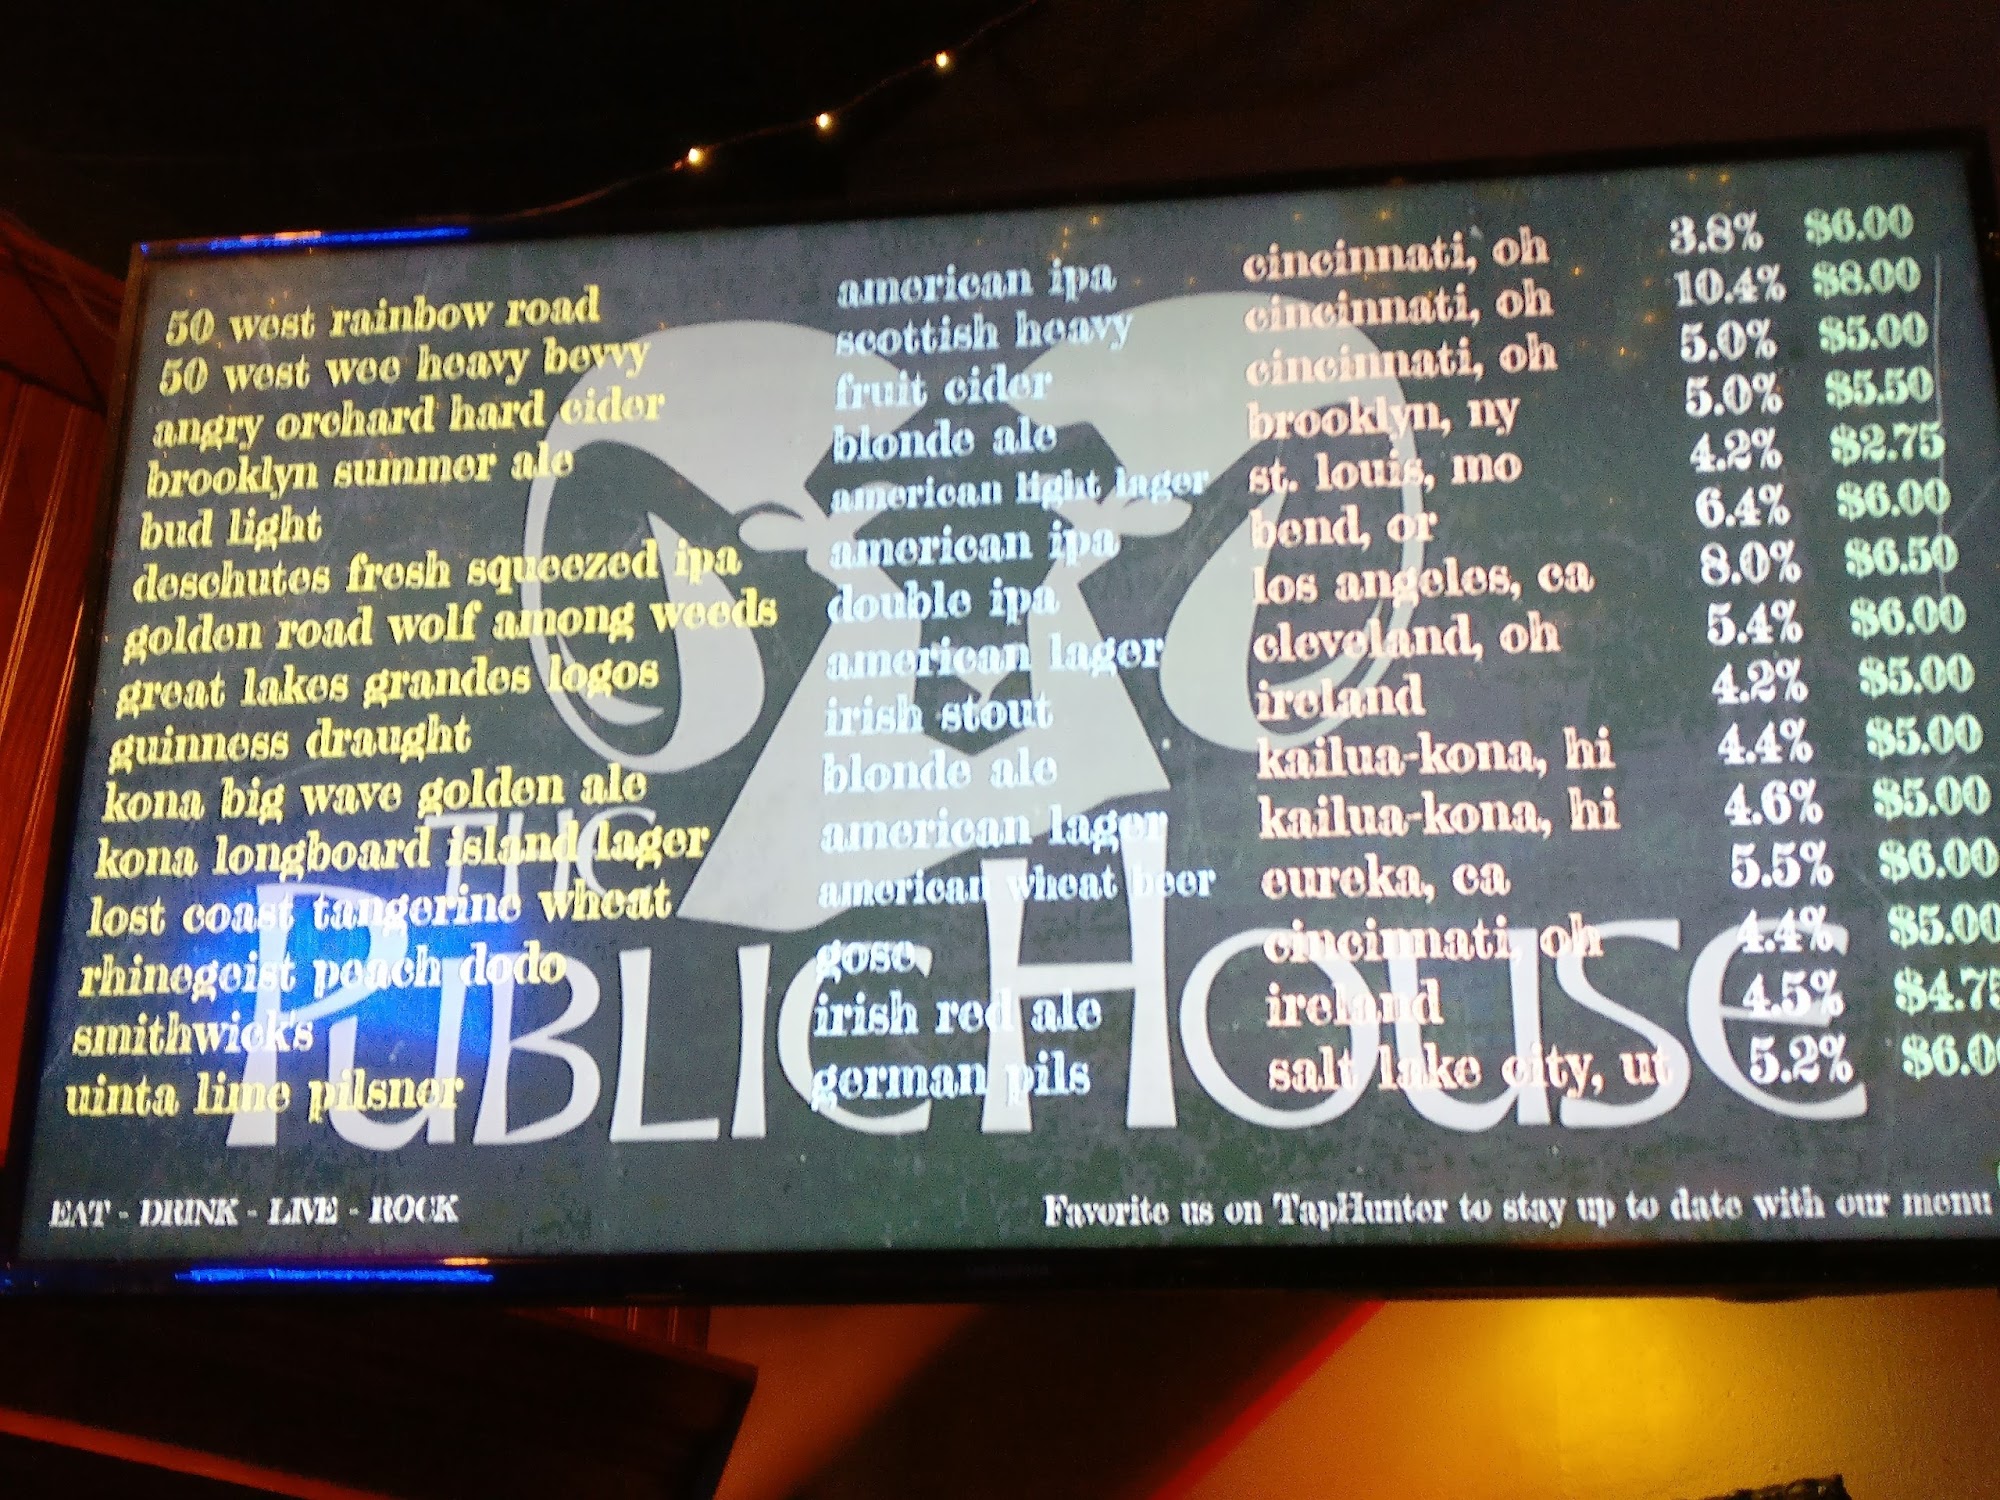 50 west rainbow road american ipa cincinnati, oh 3.8% $6.00
50 west wee heavy bevvy scottish heavy cincinnati, oh 10.4% $8.00
angry orchard hard cider fruit cider cincinnati, oh 5.0% $5.00
brooklyn summer ale blonde ale brooklyn, ny 5.0% $5.50
bud light american light lager st. louis, mo 4.2% $2.75
deschutes fresh squeezed ipa american ipa bend, or 6.4% $6.00
golden road wolf among weeds double ipa los angeles, ca 8.0% $6.50
great lakes grandes logos american lager cleveland, oh 5.4% $6.00
guinness draught irish stout ireland 4.2% $5.00
kona big wave golden ale blonde ale kailua-kona, hi 4.4% $5.00
kona longboard island lager american lager kailua-kona, hi 4.6% $5.00
lost coast tangerine wheat american wheat beer eureka, ca 5.5% $6.00
rhinegeist peach dodo gose cincinnati, oh 4.4% $5.00
smithwick's irish red ale ireland 4.5% $4.75
uinta lime pilsner german pils salt lake city, ut 5.2% $6.00
THE
PUBLIC HOUSE
EAT - DRINK - LIVE - ROCK
Favorite us on TapHunter to stay up to date with our menu